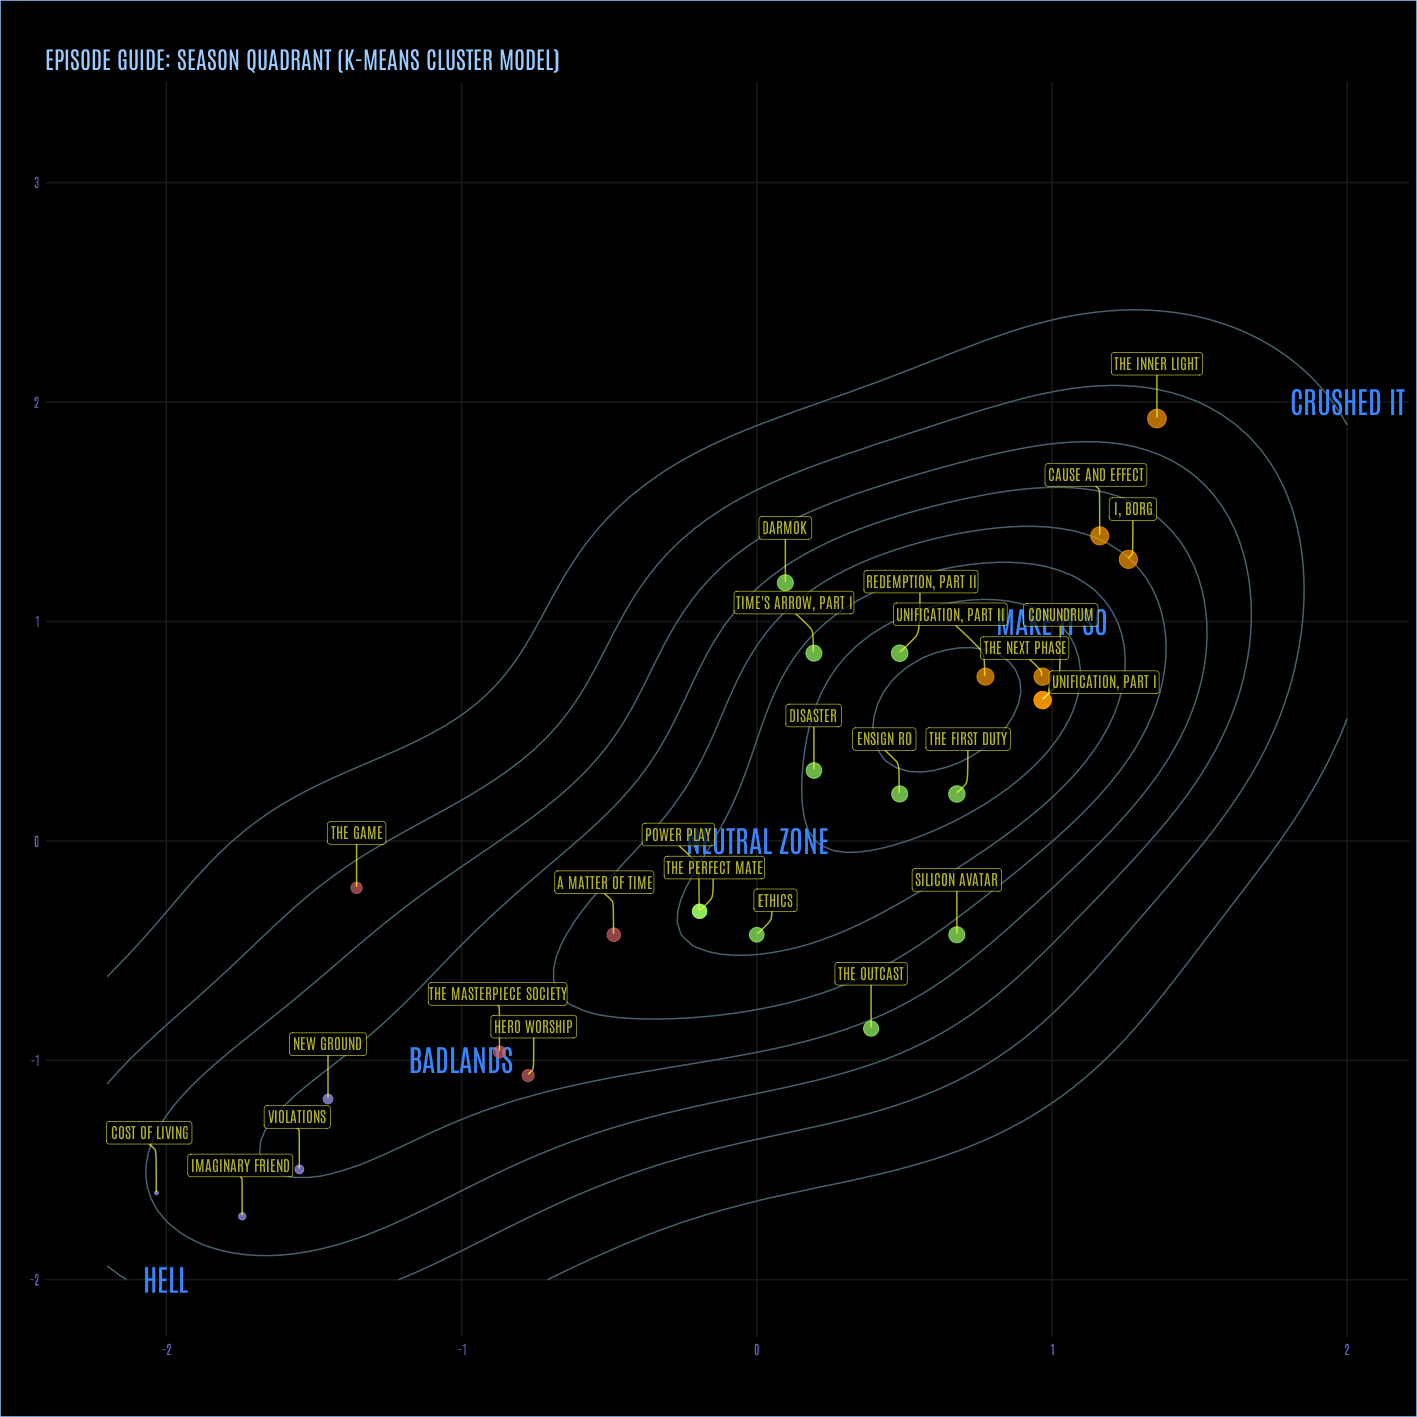 EPISODE GUIDE: SEASON QUADRANT (K-MEANS CLUSTER MODEL)
3
2
1
0
-1
-2
THE INNER LIGHT
CRUSHED IT
CAUSE AND EFFECT
I, BORG
DARMOK
REDEMPTION, PART II
TIME'S ARROW, PART I
UNIFICATION, PART II
CONUNDRUM
MAKE IT SO
THE NEXT PHASE
UNIFICATION, PART I
DISASTER
ENSIGN RO
THE FIRST DUTY
THE GAME
POWER PLAY
NEUTRAL ZONE
THE PERFECT MATE
A MATTER OF TIME
SILICON AVATAR
ETHICS
THE OUTCAST
THE MASTERPIECE SOCIETY
HERO WORSHIP
NEW GROUND
BADLANDS
VIOLATIONS
COST OF LIVING
IMAGINARY FRIEND
HELL
-2
-1
0
1
2